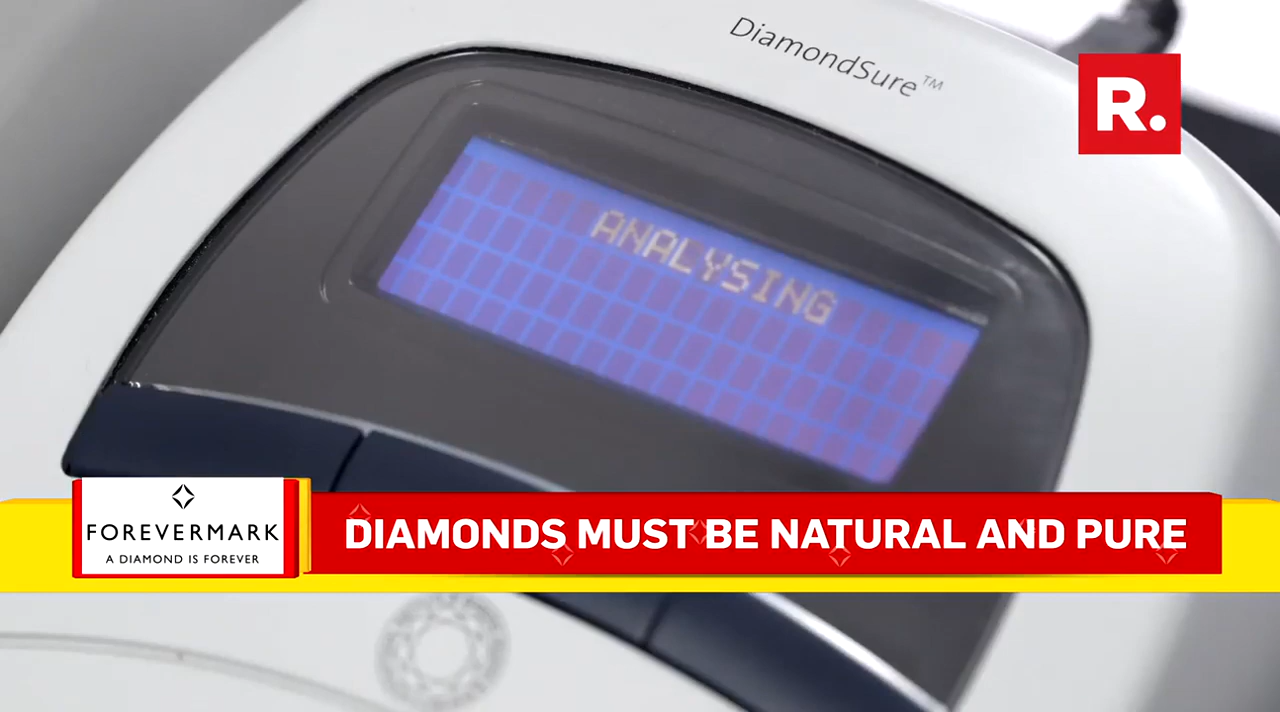 DiamondSure™
R.
ANALYSING
FOREVERMARK
A DIAMOND IS FOREVER
DIAMONDS MUST BE NATURAL AND PURE